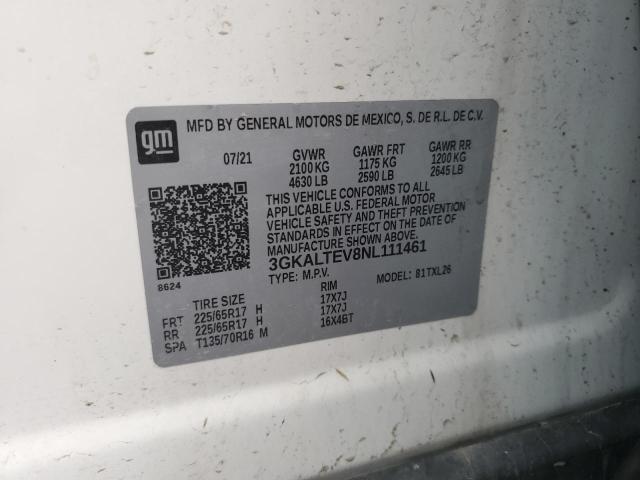 gm
MFD BY GENERAL MOTORS DE MEXICO, S. DE R.L. DE C.V.
07/21 GVWR GAWR FRT GAWR RR
2100 KG 1175 KG 1200 KG
4630 LB 2590 LB 2645 LB
THIS VEHICLE CONFORMS TO ALL
APPLICABLE U.S. FEDERAL MOTOR
VEHICLE SAFETY AND THEFT PREVENTION
STANDARDS IN EFFECT ON THE DATE OF
MANUFACTURE SHOWN ABOVE.
3GKALTEV8NL111461
8624
TYPE: M.P.V. MODEL: 81TXL26
TIRE SIZE RIM
FRT 225/65R17 H 17X7J
RR 225/65R17 H 17X7J
SPA T135/70R16 M 16X4BT